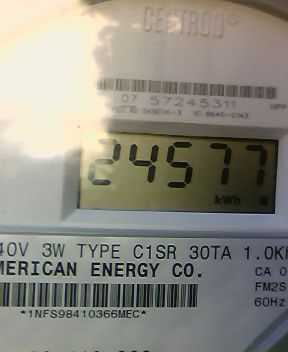 CENTRON®
07 57245311
24577
kWh
40V 3W TYPE C1SR 30TA 1.0K
MERICAN ENERGY CO.
CA 0
FM2S
60Hz
*1NFS98410366MEC*